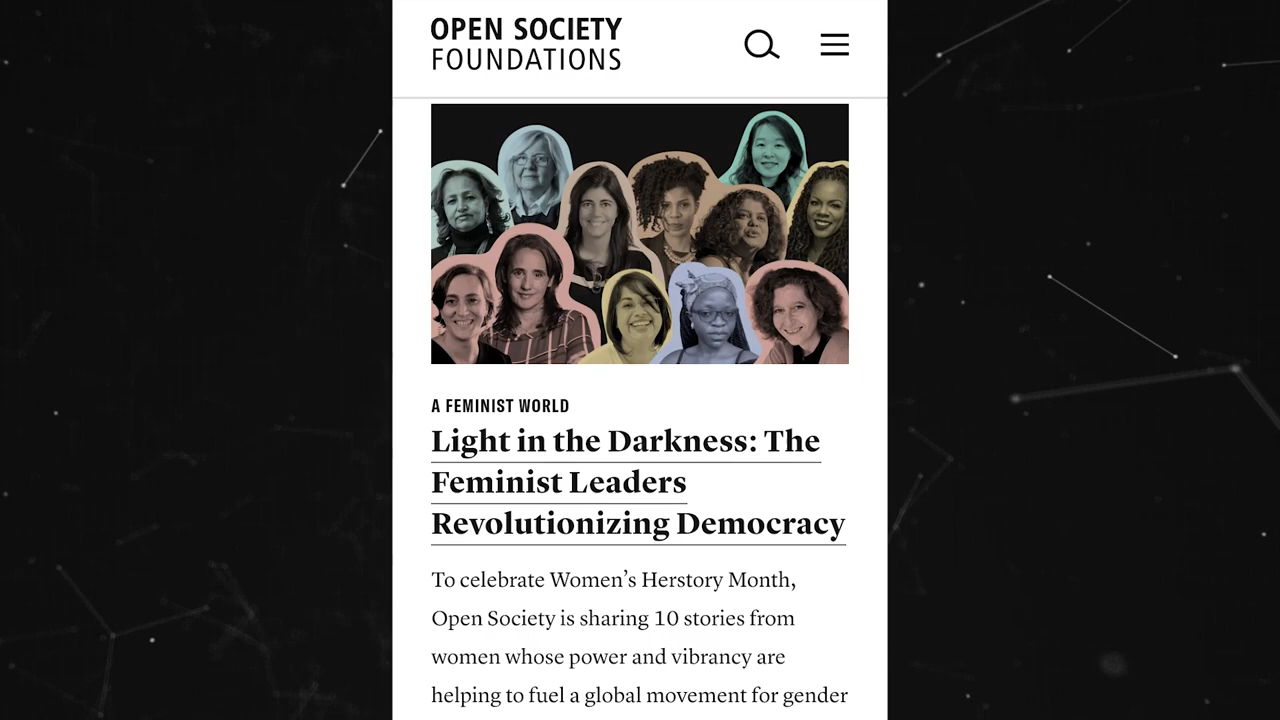 OPEN SOCIETY
FOUNDATIONS
A FEMINIST WORLD
Light in the Darkness: The
Feminist Leaders
Revolutionizing Democracy
To celebrate Women’s Herstory Month,
Open Society is sharing 10 stories from
women whose power and vibrancy are
helping to fuel a global movement for gender